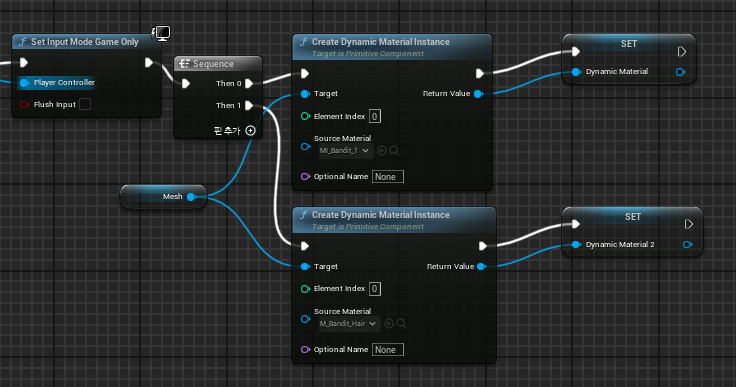 Set Input Mode Game Only
Player Controller
Flush Input
Sequence
Then 0
Then 1
핀 추가
Mesh
Create Dynamic Material Instance
Target is Primitive Component
Target
Return Value
Element Index 0
Source Material
MI_Bandit_1
Optional Name None
SET
Dynamic Material
Create Dynamic Material Instance
Target is Primitive Component
Target
Return Value
Element Index 0
Source Material
M_Bandit_Hair
Optional Name None
SET
Dynamic Material 2